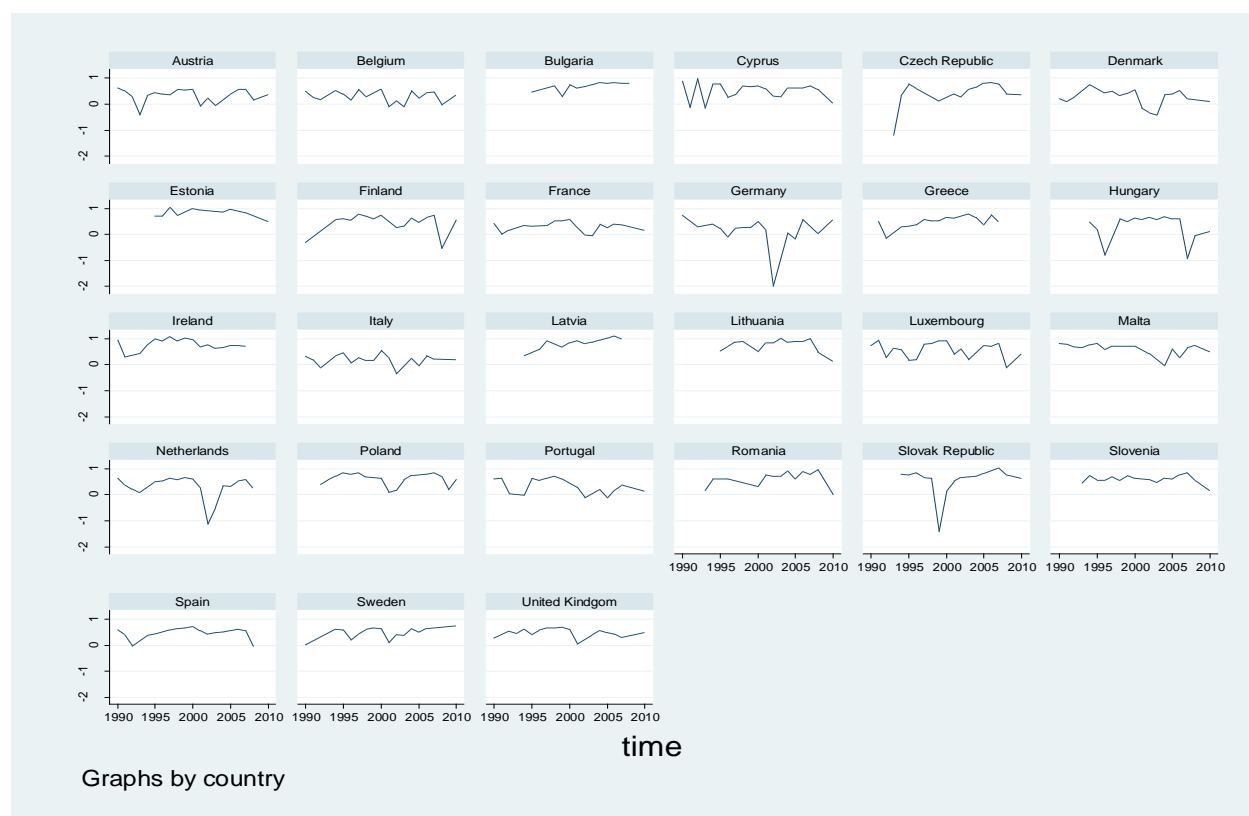 Austria Belgium Bulgaria Cyprus Czech Republic Denmark
1
0
-1
-2
Estonia Finland France Germany Greece Hungary
1
0
-1
-2
Ireland Italy Latvia Lithuania Luxembourg Malta
1
0
-1
-2
Netherlands Poland Portugal Romania Slovak Republic Slovenia
1
0
-1
-2
1990 1995 2000 2005 2010 1990 1995 2000 2005 2010 1990 1995 2000 2005 2010
Spain Sweden United Kindgom
1
0
-1
-2
1990 1995 2000 2005 2010 1990 1995 2000 2005 2010 1990 1995 2000 2005 2010
time
Graphs by country